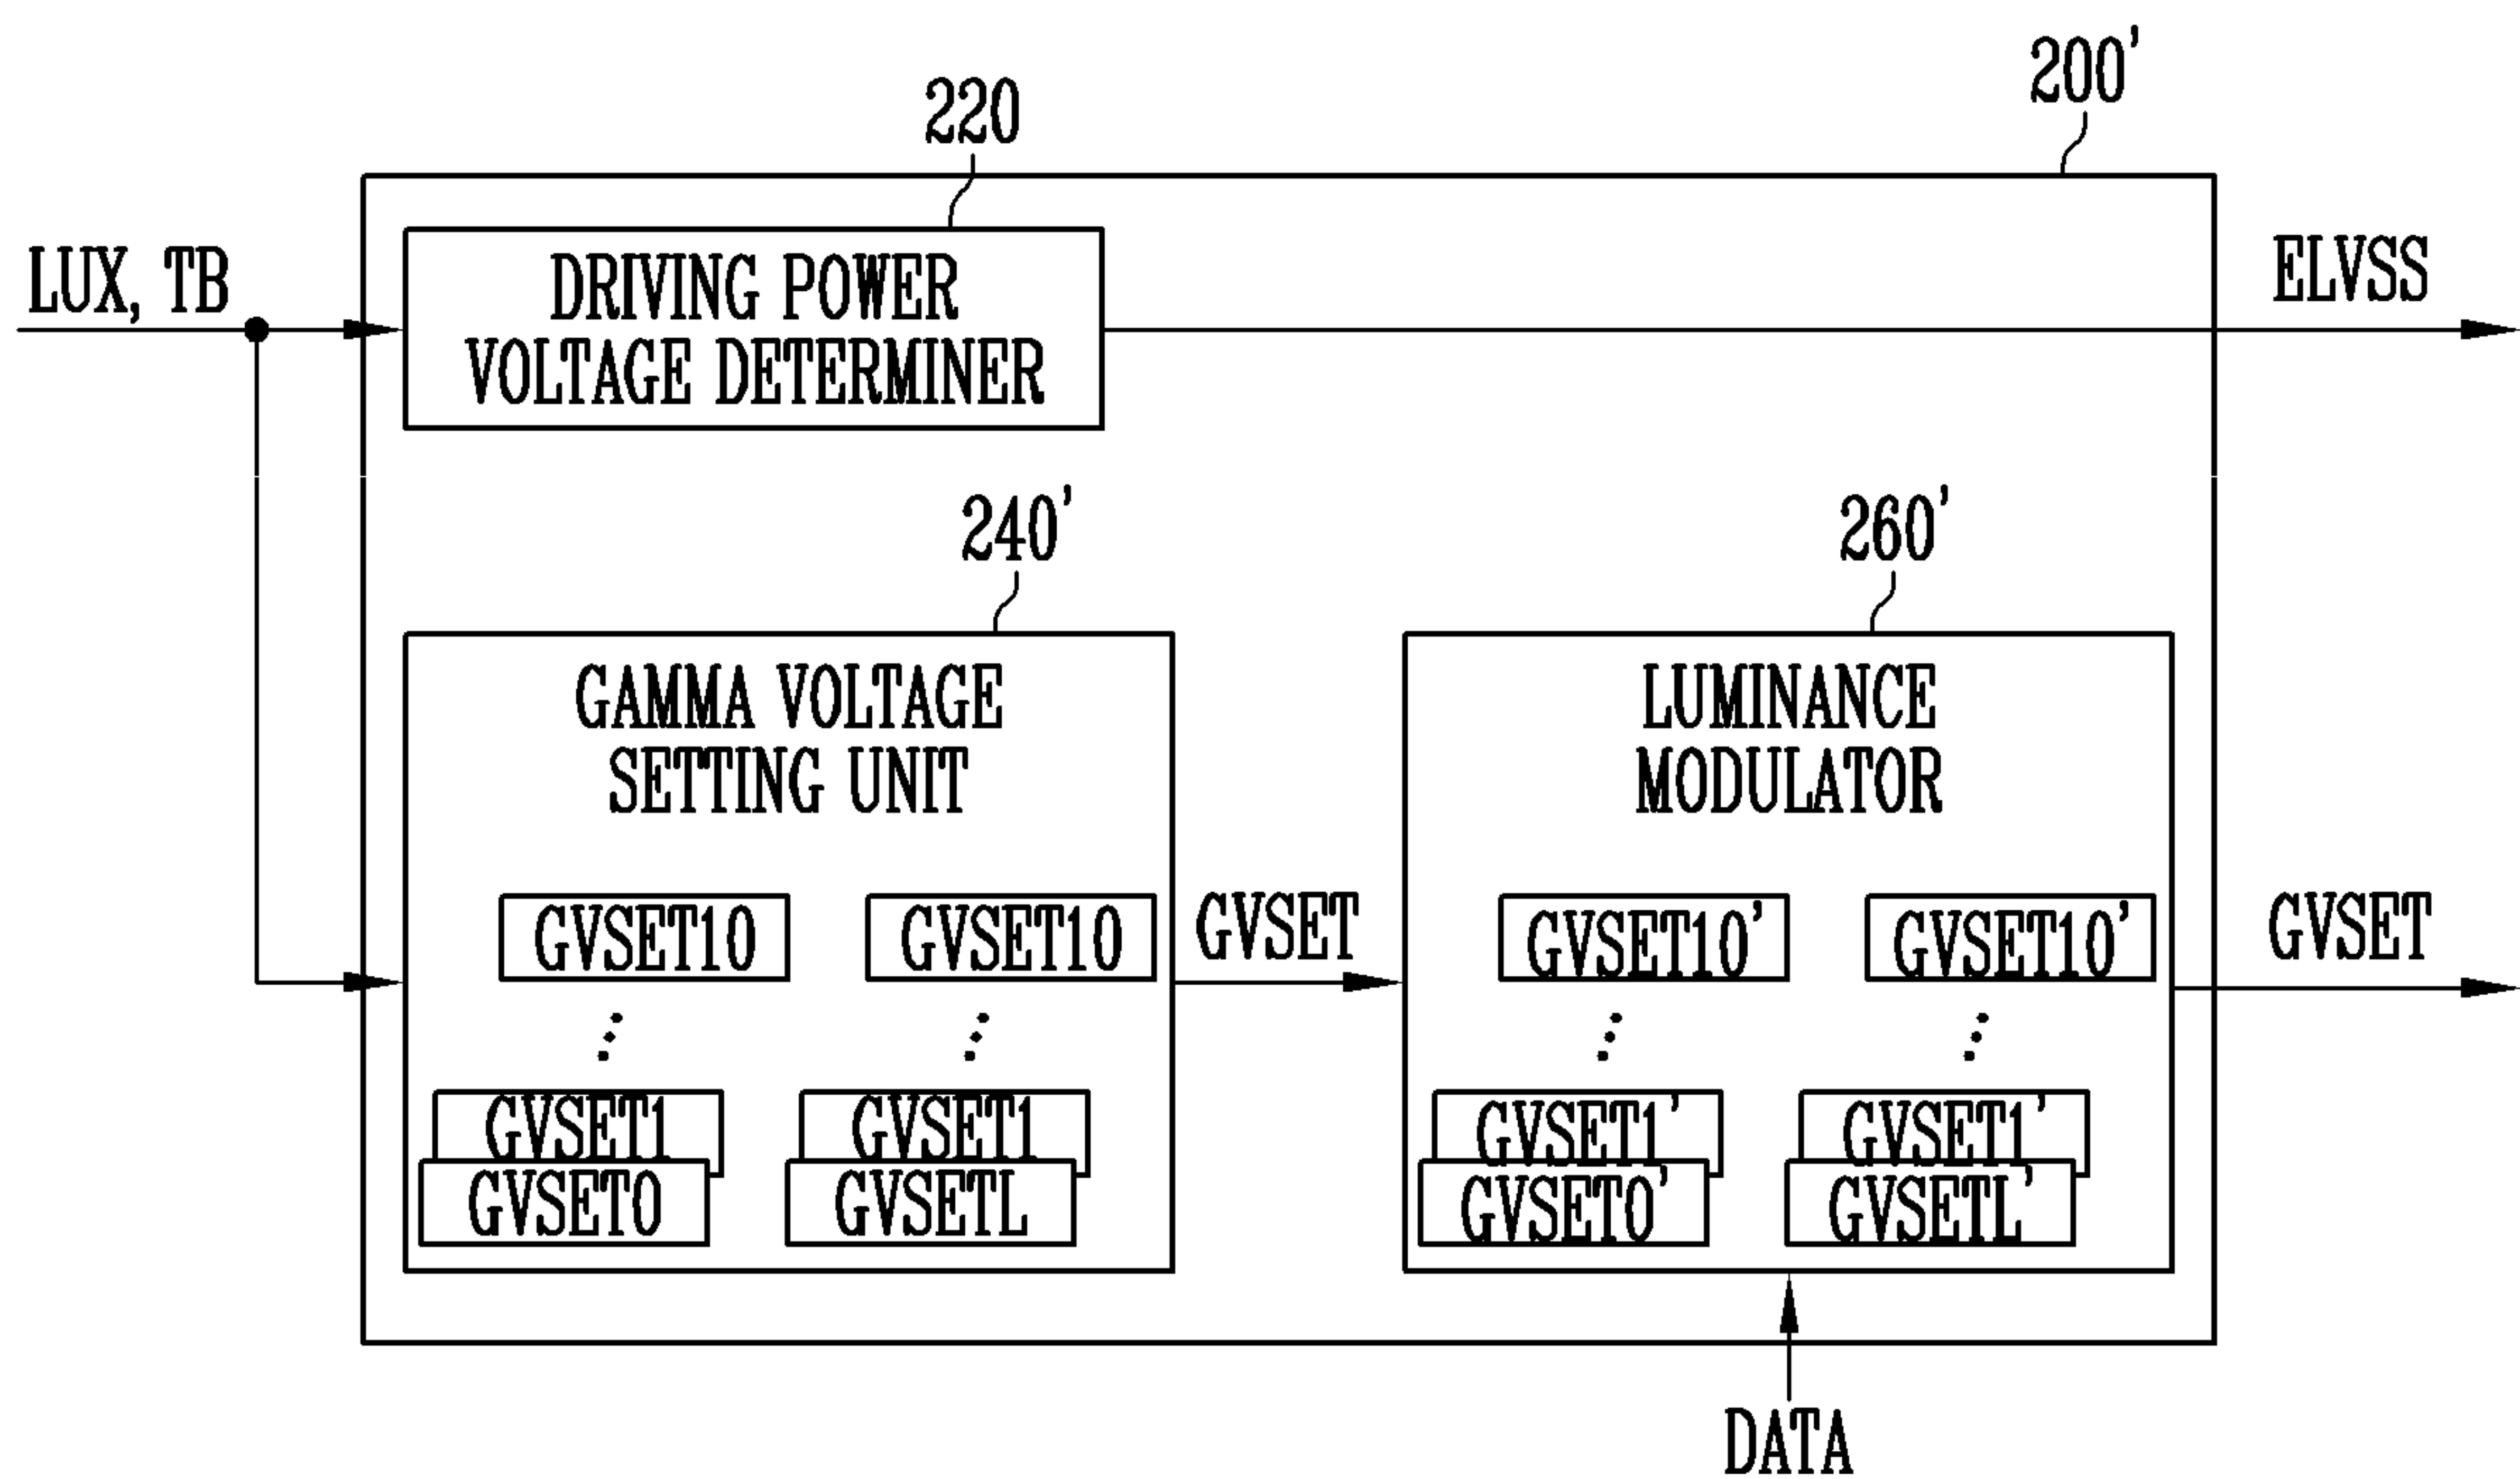 200'
220
LUX, TB
DRIVING POWER
VOLTAGE DETERMINER
ELVSS
240'
260'
GAMMA VOLTAGE
SETTING UNIT
LUMINANCE
MODULATOR
GVSET10
GVSET10
GVSET
GVSET10'
GVSET10'
GVSET
GVSET1
GVSET1
GVSET1'
GVSET1'
GVSET0
GVSETL
GVSET0'
GVSETL'
DATA